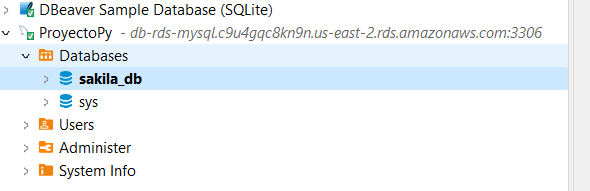 DBeaver Sample Database (SQLite)
ProyectoPy - db-rds-mysql.c9u4gqc8kn9n.us-east-2.rds.amazonaws.com:3306
Databases
sakila_db
sys
Users
Administer
System Info